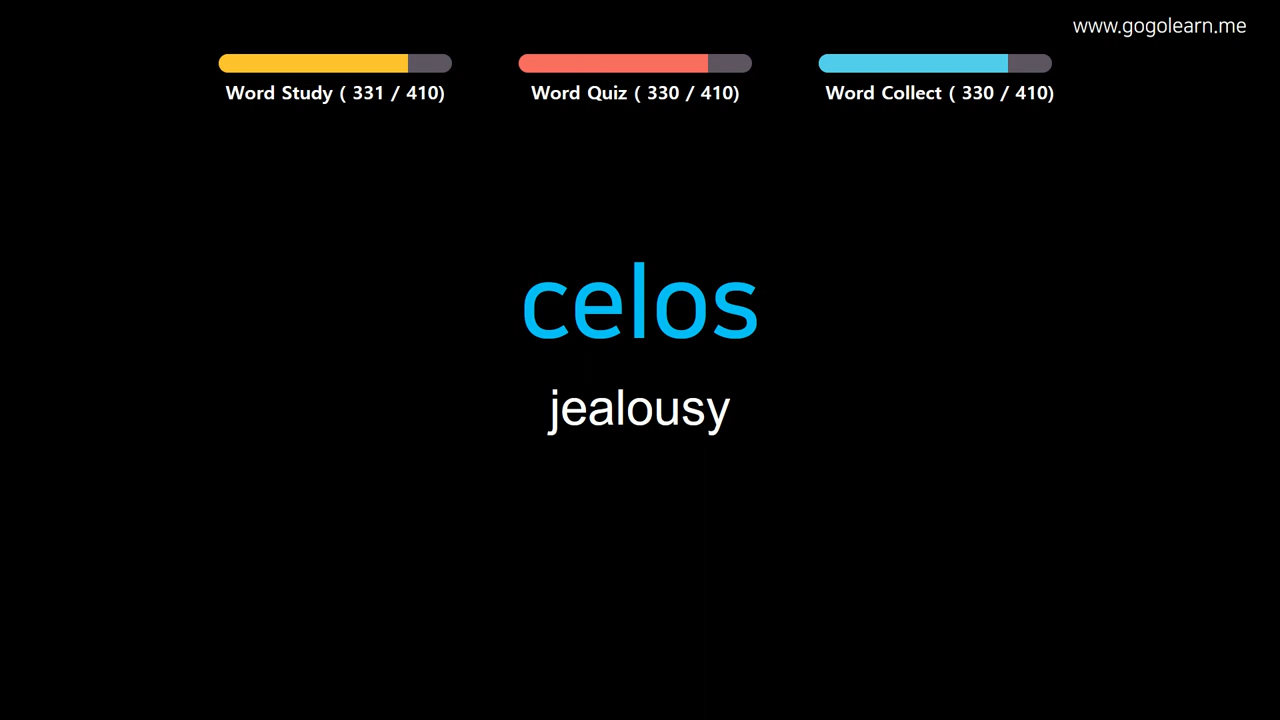 www.gogolearn.me
Word Study ( 331 / 410)
Word Quiz ( 330 / 410)
Word Collect ( 330 / 410)
celos
jealousy